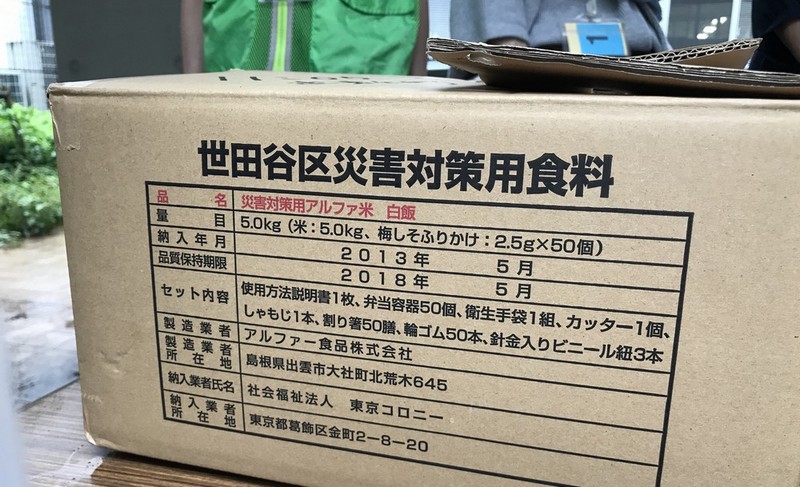 世田谷区災害対策用食料
品名 災害対策用アルファ米 白飯
量目 5.0kg(米:5.0kg、梅しそふりかけ:2.5g×50個)
納入年月 2013年 5月
品質保持期限 2018年 5月
セット内容 使用方法説明書1枚、弁当容器50個、衛生手袋1組、カッター1個、
しゃもじ1本、割り箸50膳、輪ゴム50本、針金入りビニール紐3本
製造業者 アルファー食品株式会社
製造業者所在地 島根県出雲市大社町北荒木645
納入業者氏名 社会福祉法人 東京コロニー
納入業者所在地 東京都葛飾区金町2-8-20
1